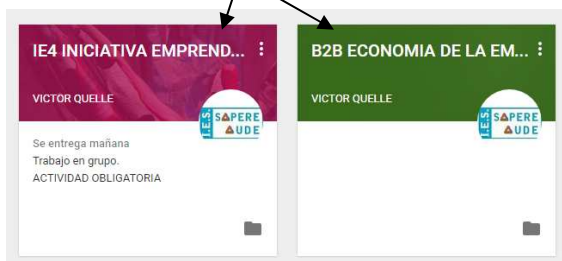 IE4 INICIATIVA EMPREND...
VICTOR QUELLE
I.E.S.
SAPERE
AUDE
Se entrega mañana
Trabajo en grupo.
ACTIVIDAD OBLIGATORIA
B2B ECONOMIA DE LA EM...
VICTOR QUELLE
I.E.S.
SAPERE
AUDE